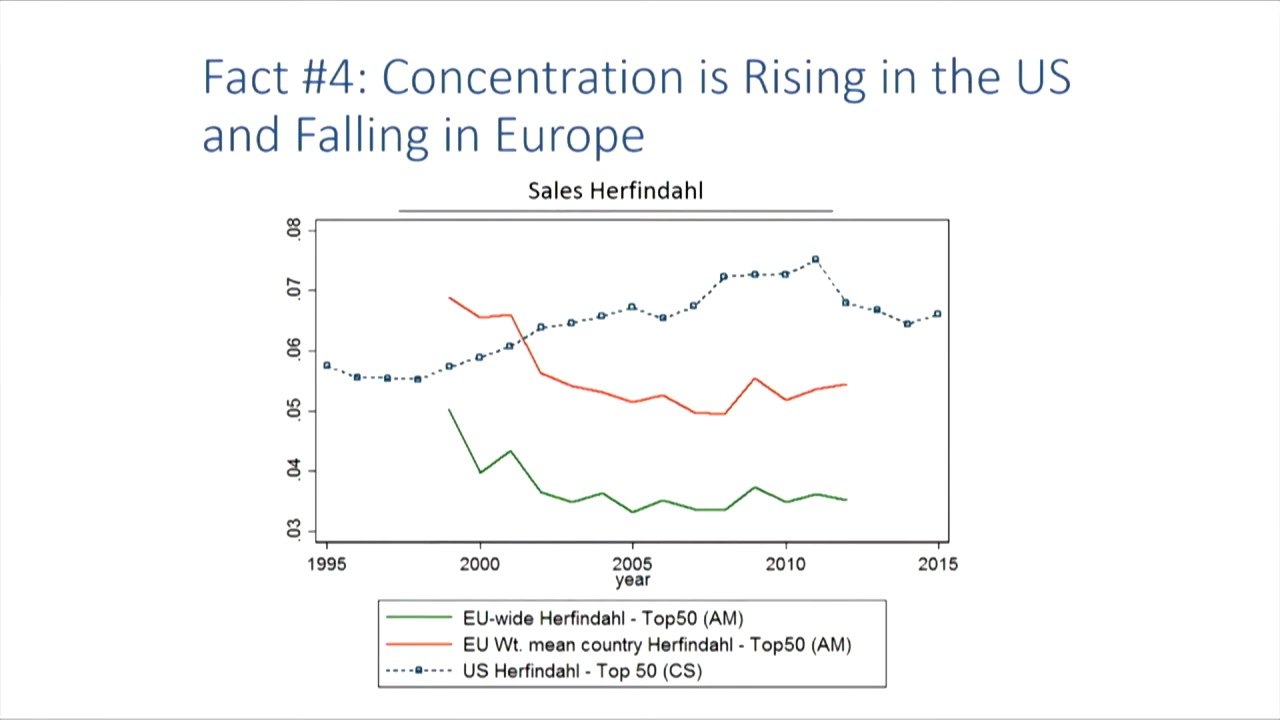 Fact #4: Concentration is Rising in the US
and Falling in Europe
Sales Herfindahl
.08
.07
.06
.05
.04
.03
1995 2000 2005 2010 2015
year
EU-wide Herfindahl - Top50 (AM)
EU Wt. mean country Herfindahl - Top50 (AM)
US Herfindahl - Top 50 (CS)